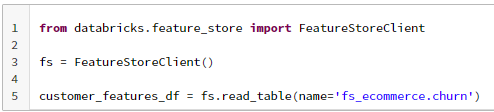 1 from databricks.feature_store import FeatureStoreClient
2
3 fs = FeatureStoreClient()
4
5 customer_features_df = fs.read_table(name='fs_ecommerce.churn')